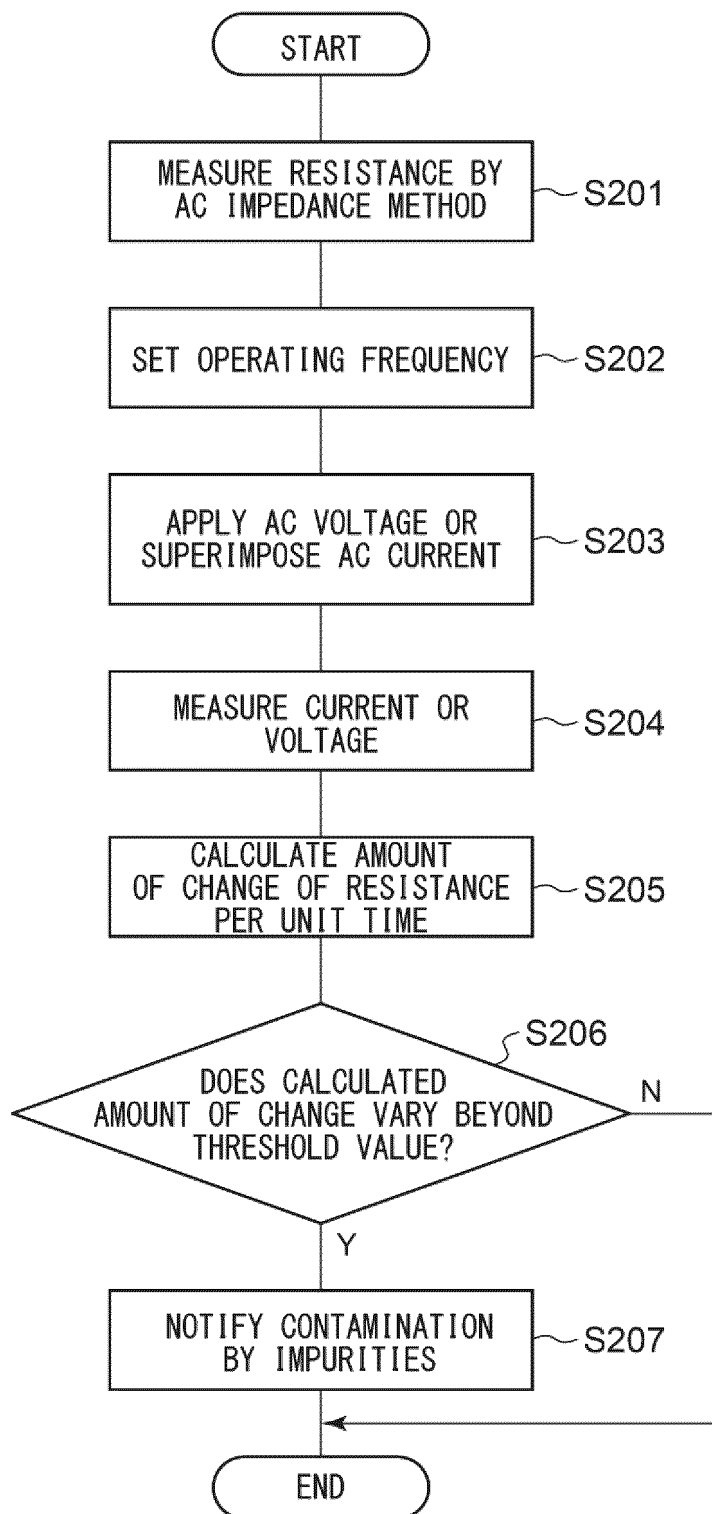 START
MEASURE RESISTANCE BY
AC IMPEDANCE METHOD
S201
SET OPERATING FREQUENCY
S202
APPLY AC VOLTAGE OR
SUPERIMPOSE AC CURRENT
S203
MEASURE CURRENT OR
VOLTAGE
S204
CALCULATE AMOUNT
OF CHANGE OF RESISTANCE
PER UNIT TIME
S205
S206
DOES CALCULATED
AMOUNT OF CHANGE VARY BEYOND
THRESHOLD VALUE?
N
Y
NOTIFY CONTAMINATION
BY IMPURITIES
S207
END